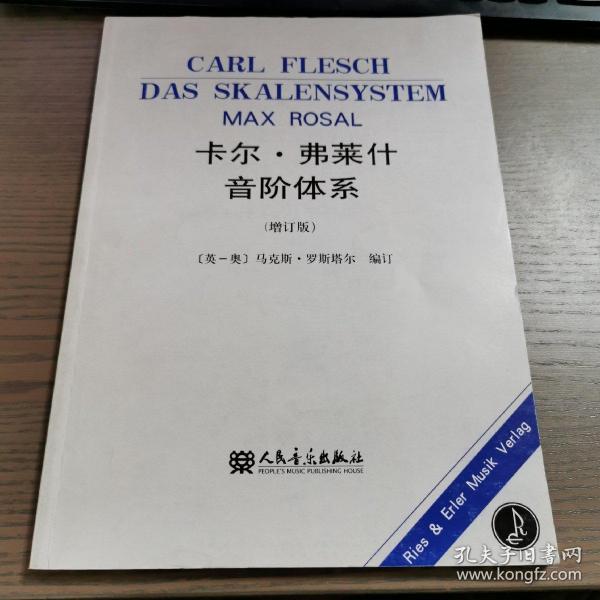 CARL FLESCH
DAS SKALENSYSTEM
MAX ROSAL
卡尔·弗莱什
音阶体系
(增订版)
〔英－奥〕马克斯·罗斯塔尔 编订
人民音乐出版社
PEOPLE'S MUSIC PUBLISHING HOUSE
Ries & Erler Musik Verlag
孔夫子旧书网
www.kongfz.com